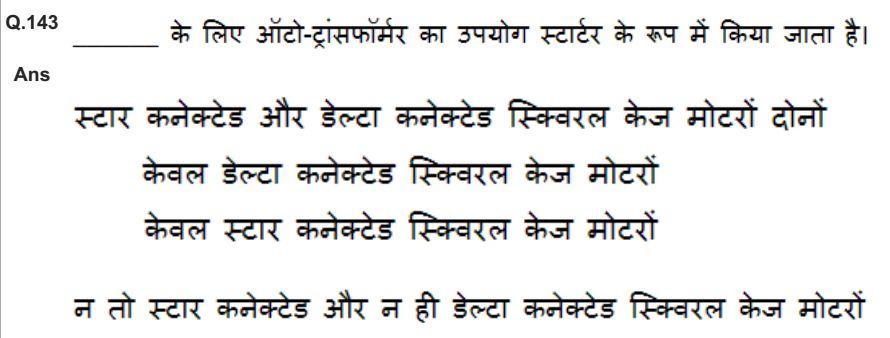 Q.143 ______ के लिए ऑटो-ट्रांसफॉर्मर का उपयोग स्टार्टर के रूप में किया जाता है।
Ans
स्टार कनेक्टेड और डेल्टा कनेक्टेड स्क्विरल केज मोटरों दोनों
केवल डेल्टा कनेक्टेड स्क्विरल केज मोटरों
केवल स्टार कनेक्टेड स्क्विरल केज मोटरों
न तो स्टार कनेक्टेड और न ही डेल्टा कनेक्टेड स्क्विरल केज मोटरों